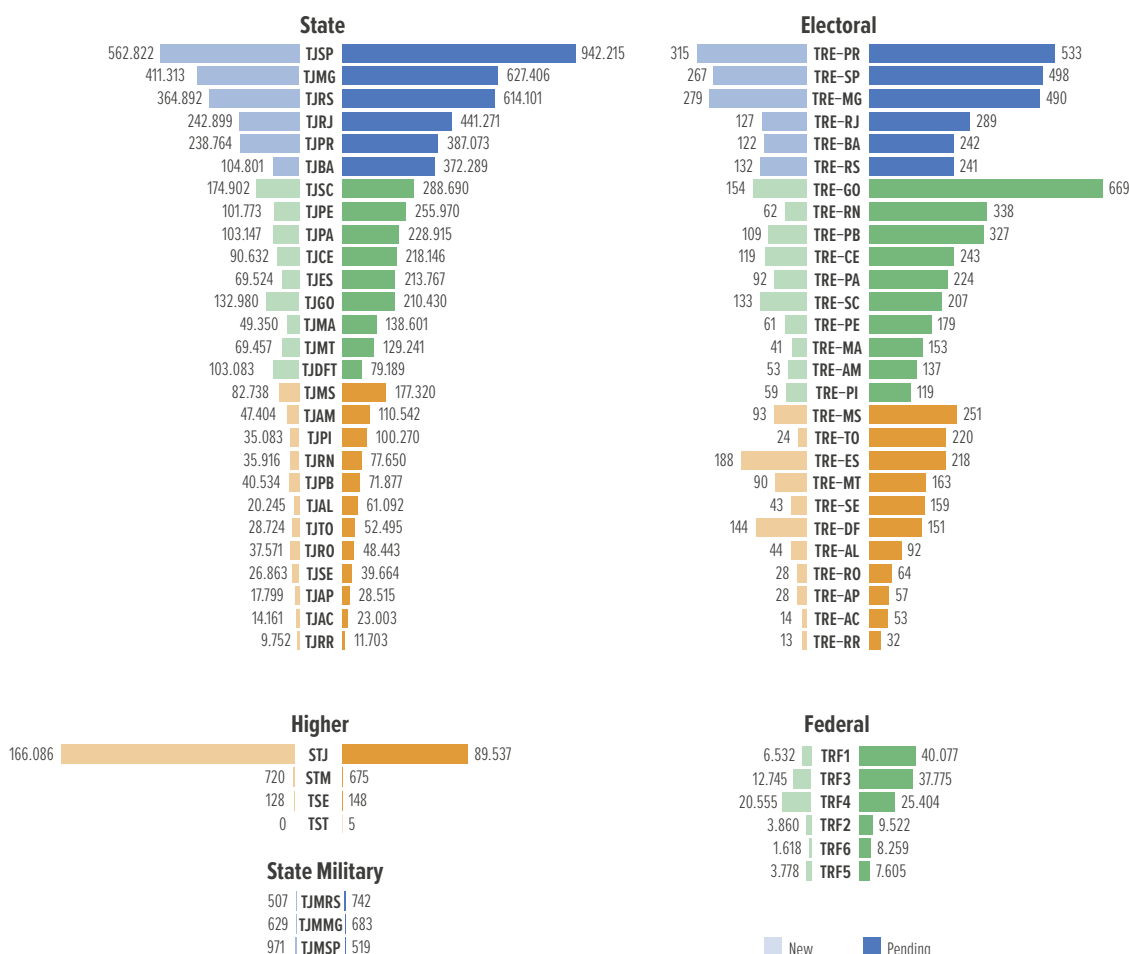 State
562.822 TJSP 942.215
411.313 TJMG 627.406
364.892 TJRS 614.101
242.899 TJRJ 441.271
238.764 TJPR 387.073
104.801 TJBA 372.289
174.902 TJSC 288.690
101.773 TJPE 255.970
103.147 TJPA 228.915
90.632 TJCE 218.146
69.524 TJES 213.767
132.980 TJGO 210.430
49.350 TJMA 138.601
69.457 TJMT 129.241
103.083 TJDFT 79.189
82.738 TJMS 177.320
47.404 TJAM 110.542
35.083 TJPI 100.270
35.916 TJRN 77.650
40.534 TJPB 71.877
20.245 TJAL 61.092
28.724 TJTO 52.495
37.571 TJRO 48.443
26.863 TJSE 39.664
17.799 TJAP 28.515
14.161 TJAC 23.003
9.752 TJRR 11.703
Electoral
315 TRE-PR 533
267 TRE-SP 498
279 TRE-MG 490
127 TRE-RJ 289
122 TRE-BA 242
132 TRE-RS 241
154 TRE-GO 669
62 TRE-RN 338
109 TRE-PB 327
119 TRE-CE 243
92 TRE-PA 224
133 TRE-SC 207
61 TRE-PE 179
41 TRE-MA 153
53 TRE-AM 137
59 TRE-PI 119
93 TRE-MS 251
24 TRE-TO 220
188 TRE-ES 218
90 TRE-MT 163
43 TRE-SE 159
144 TRE-DF 151
44 TRE-AL 92
28 TRE-RO 64
28 TRE-AP 57
14 TRE-AC 53
13 TRE-RR 32
Higher
166.086 STJ 89.537
720 STM 675
128 TSE 148
0 TST 5
Federal
6.532 TRF1 40.077
12.745 TRF3 37.775
20.555 TRF4 25.404
3.860 TRF2 9.522
1.618 TRF6 8.259
3.778 TRF5 7.605
State Military
507 TJMRS 742
629 TJMMG 683
971 TJMSP 519
New Pending